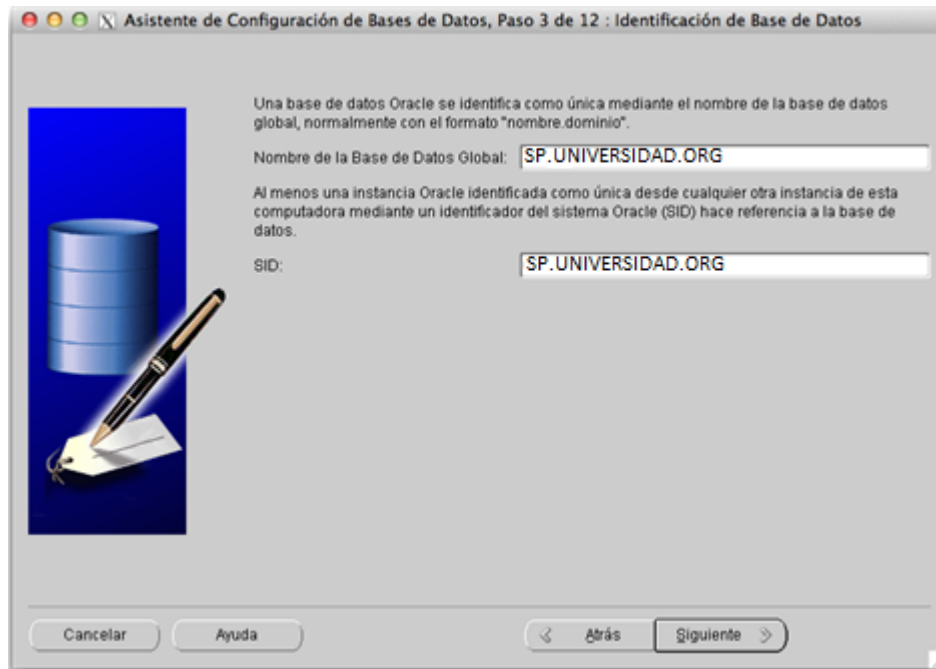 Asistente de Configuración de Bases de Datos, Paso 3 de 12 : Identificación de Base de Datos
Una base de datos Oracle se identifica como única mediante el nombre de la base de datos
global, normalmente con el formato "nombre.dominio".
Nombre de la Base de Datos Global: SP.UNIVERSIDAD.ORG
Al menos una instancia Oracle identificada como única desde cualquier otra instancia de esta
computadora mediante un identificador del sistema Oracle (SID) hace referencia a la base de
datos.
SID: SP.UNIVERSIDAD.ORG
Cancelar Ayuda Atrás Siguiente